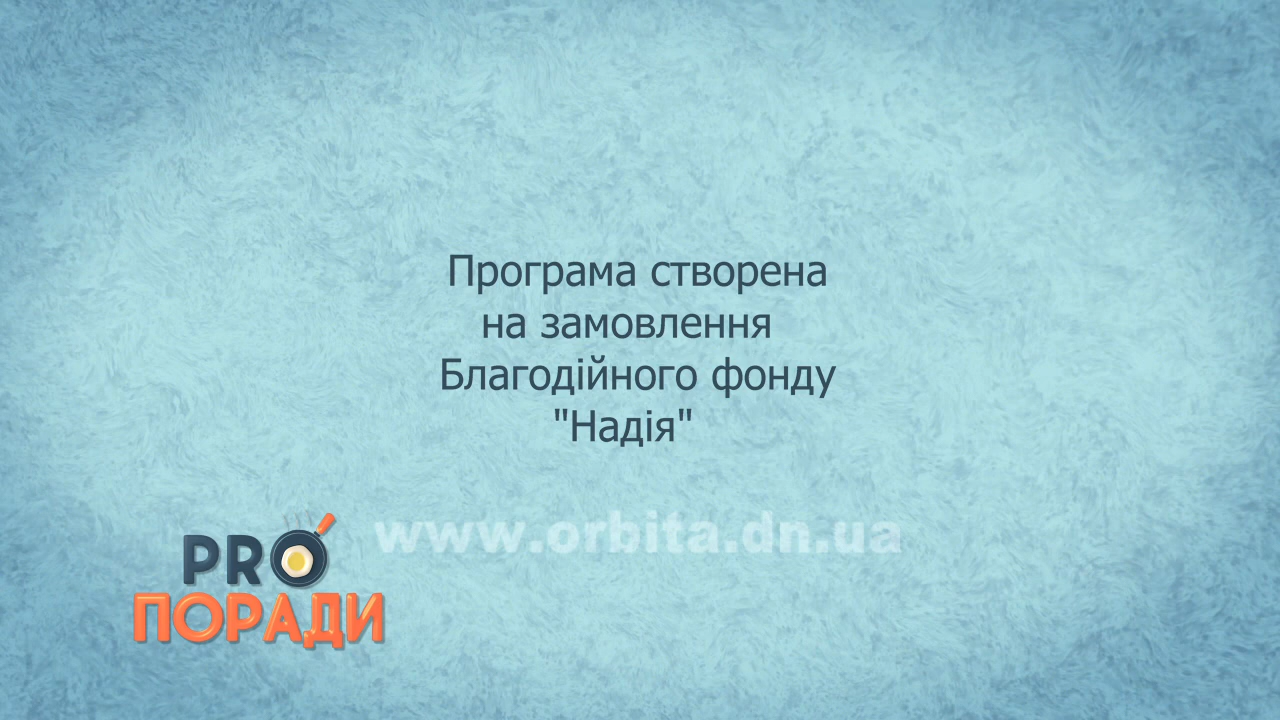 Програма створена
на замовлення
Благодійного фонду
"Надія"
www.orbita.dn.ua
PRO
ПОРАДИ